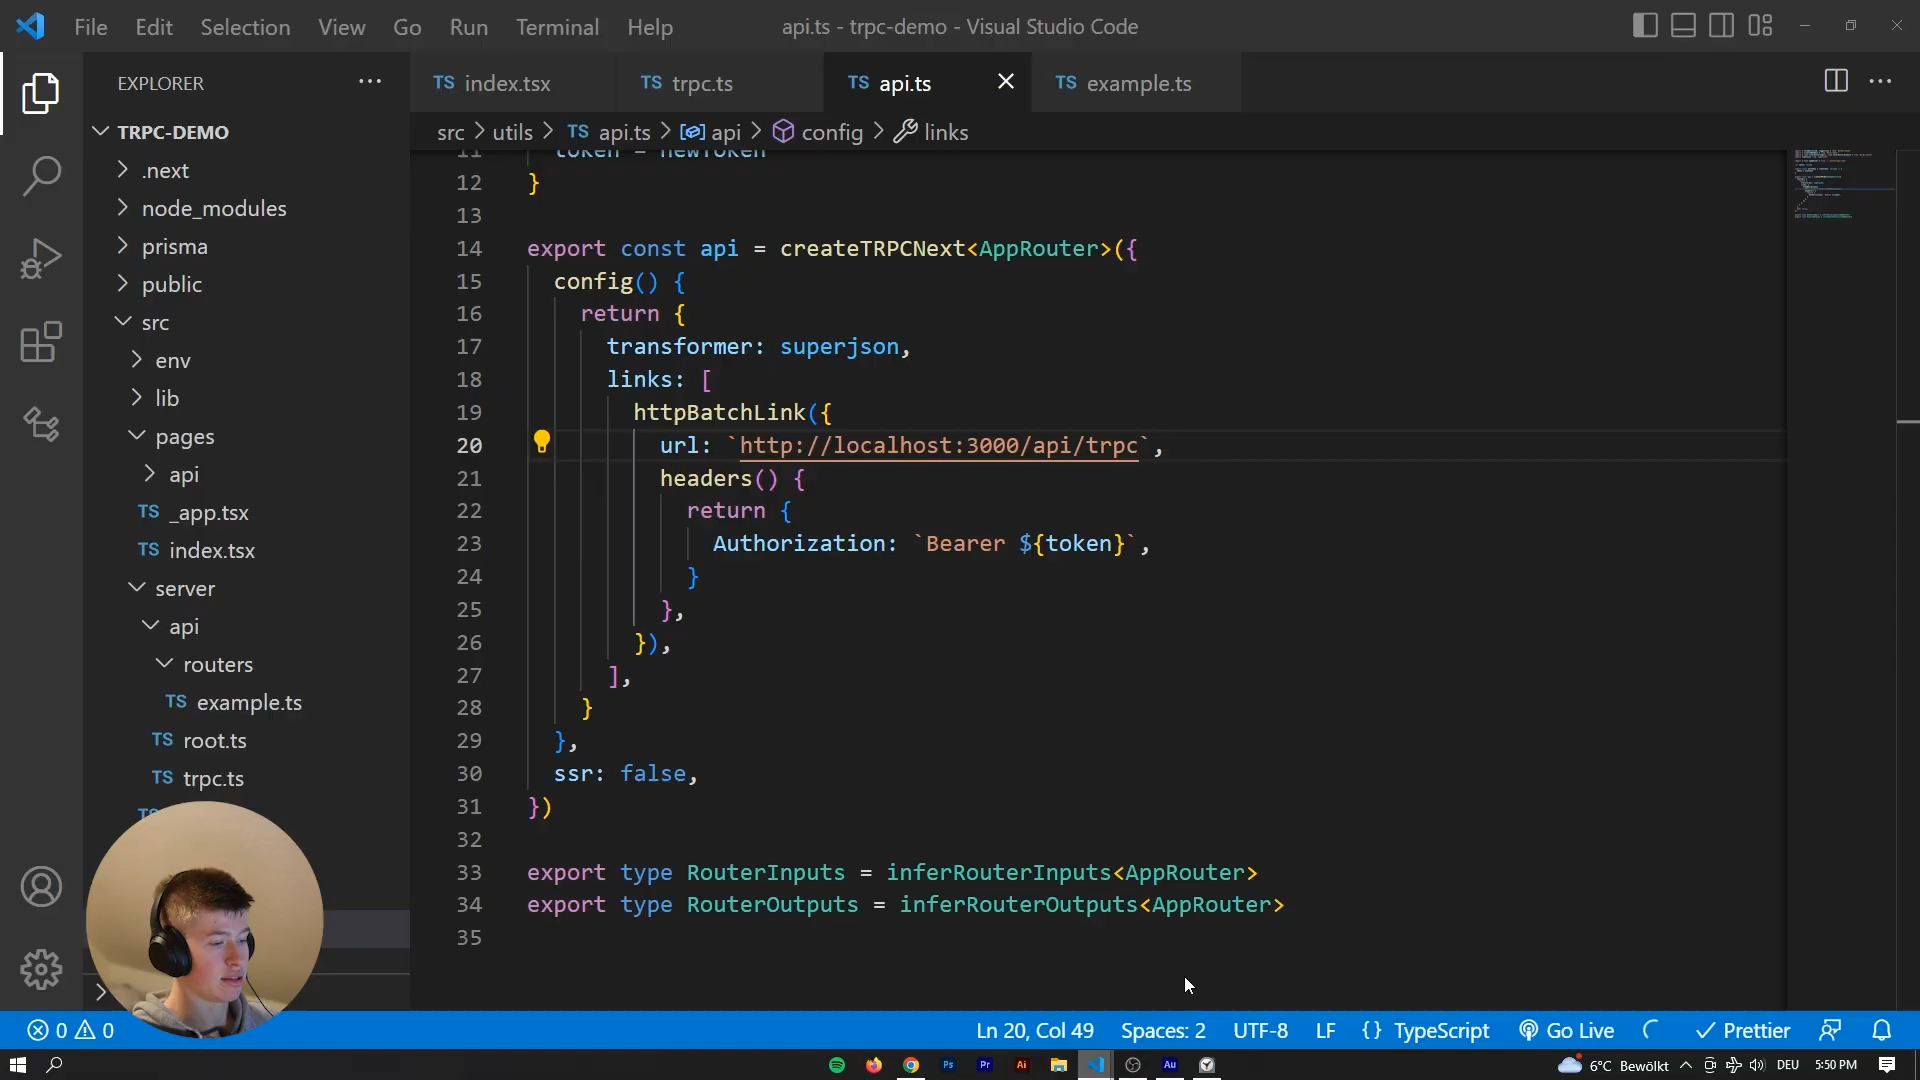 File Edit Selection View Go Run Terminal Help
api.ts - trpc-demo - Visual Studio Code
EXPLORER
TRPC-DEMO
.next
node_modules
prisma
public
src
env
lib
pages
api
TS _app.tsx
TS index.tsx
server
api
routers
TS example.ts
TS root.ts
TS trpc.ts
TS
TS index.tsx
TS trpc.ts
TS api.ts
TS example.ts
src > utils > TS api.ts > api > config > links
11 token = newToken
12 }
13
14 export const api = createTRPCNext<AppRouter>({
15 config() {
16 return {
17 transformer: superjson,
18 links: [
19 httpBatchLink({
20 url: `http://localhost:3000/api/trpc`,
21 headers() {
22 return {
23 Authorization: `Bearer ${token}`,
24 }
25 },
26 }),
27 ],
28 }
29 },
30 ssr: false,
31 })
32
33 export type RouterInputs = inferRouterInputs<AppRouter>
34 export type RouterOutputs = inferRouterOutputs<AppRouter>
35
0 0
Ln 20, Col 49 Spaces: 2 UTF-8 LF {} TypeScript Go Live Prettier
Ps Pr Ai Au
6°C Bewölkt DEU 5:50 PM